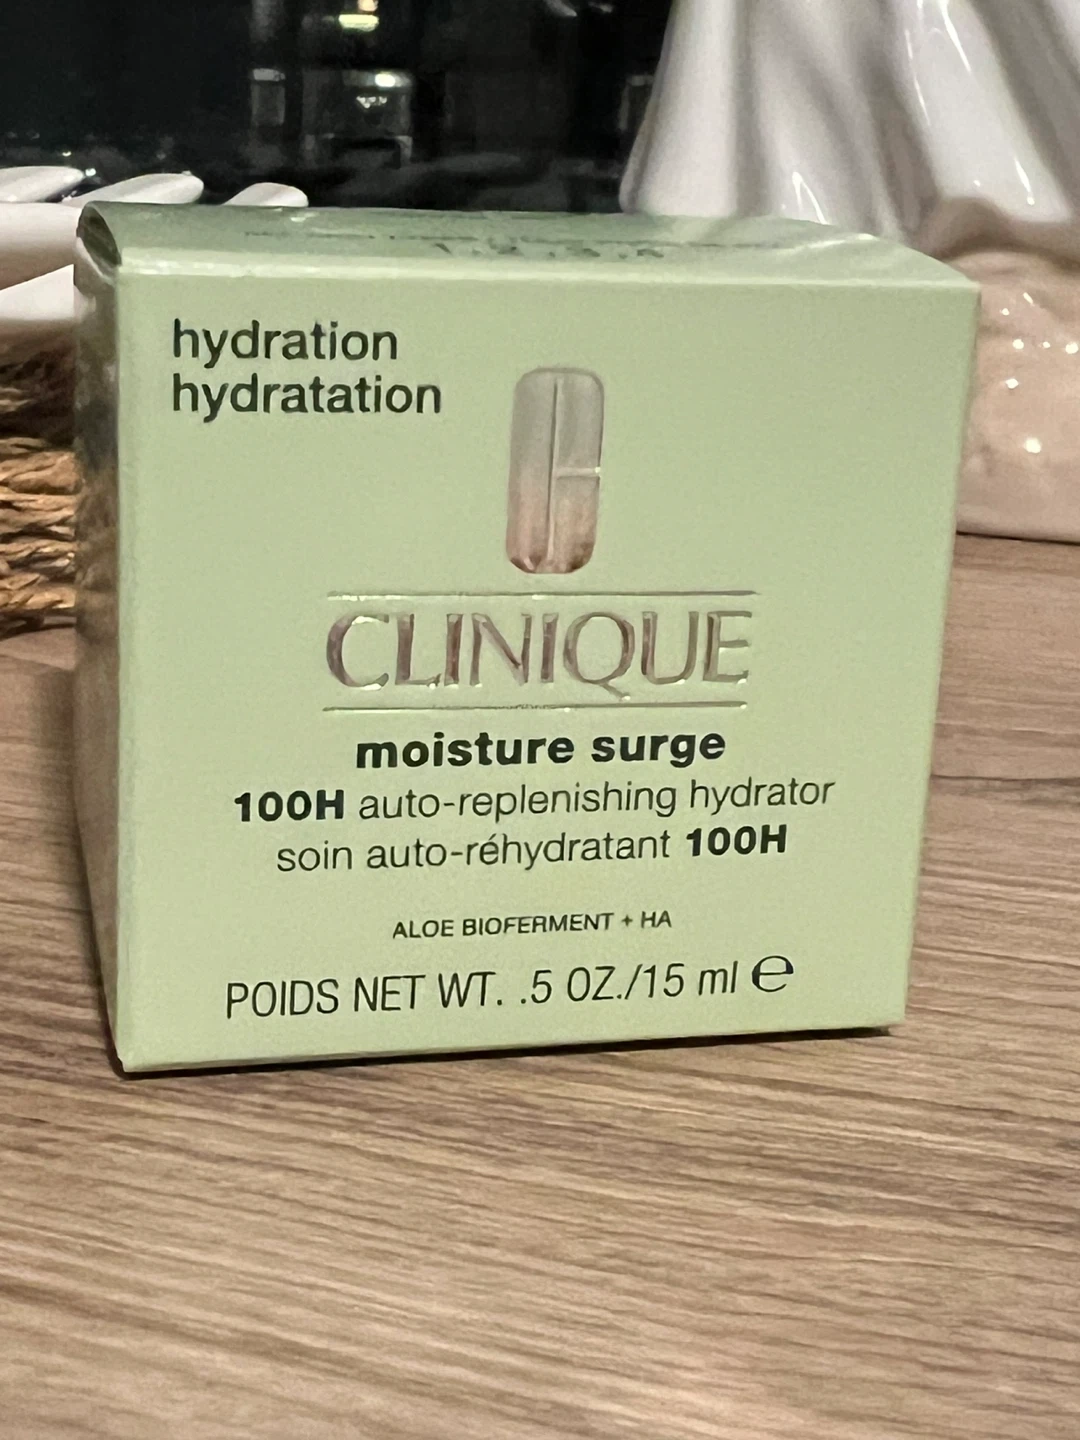 hydration
hydratation
CLINIQUE
moisture surge
100H auto-replenishing hydrator
soin auto-réhydratant 100H
ALOE BIOFERMENT + HA
POIDS NET WT. .5 OZ./15 ml e